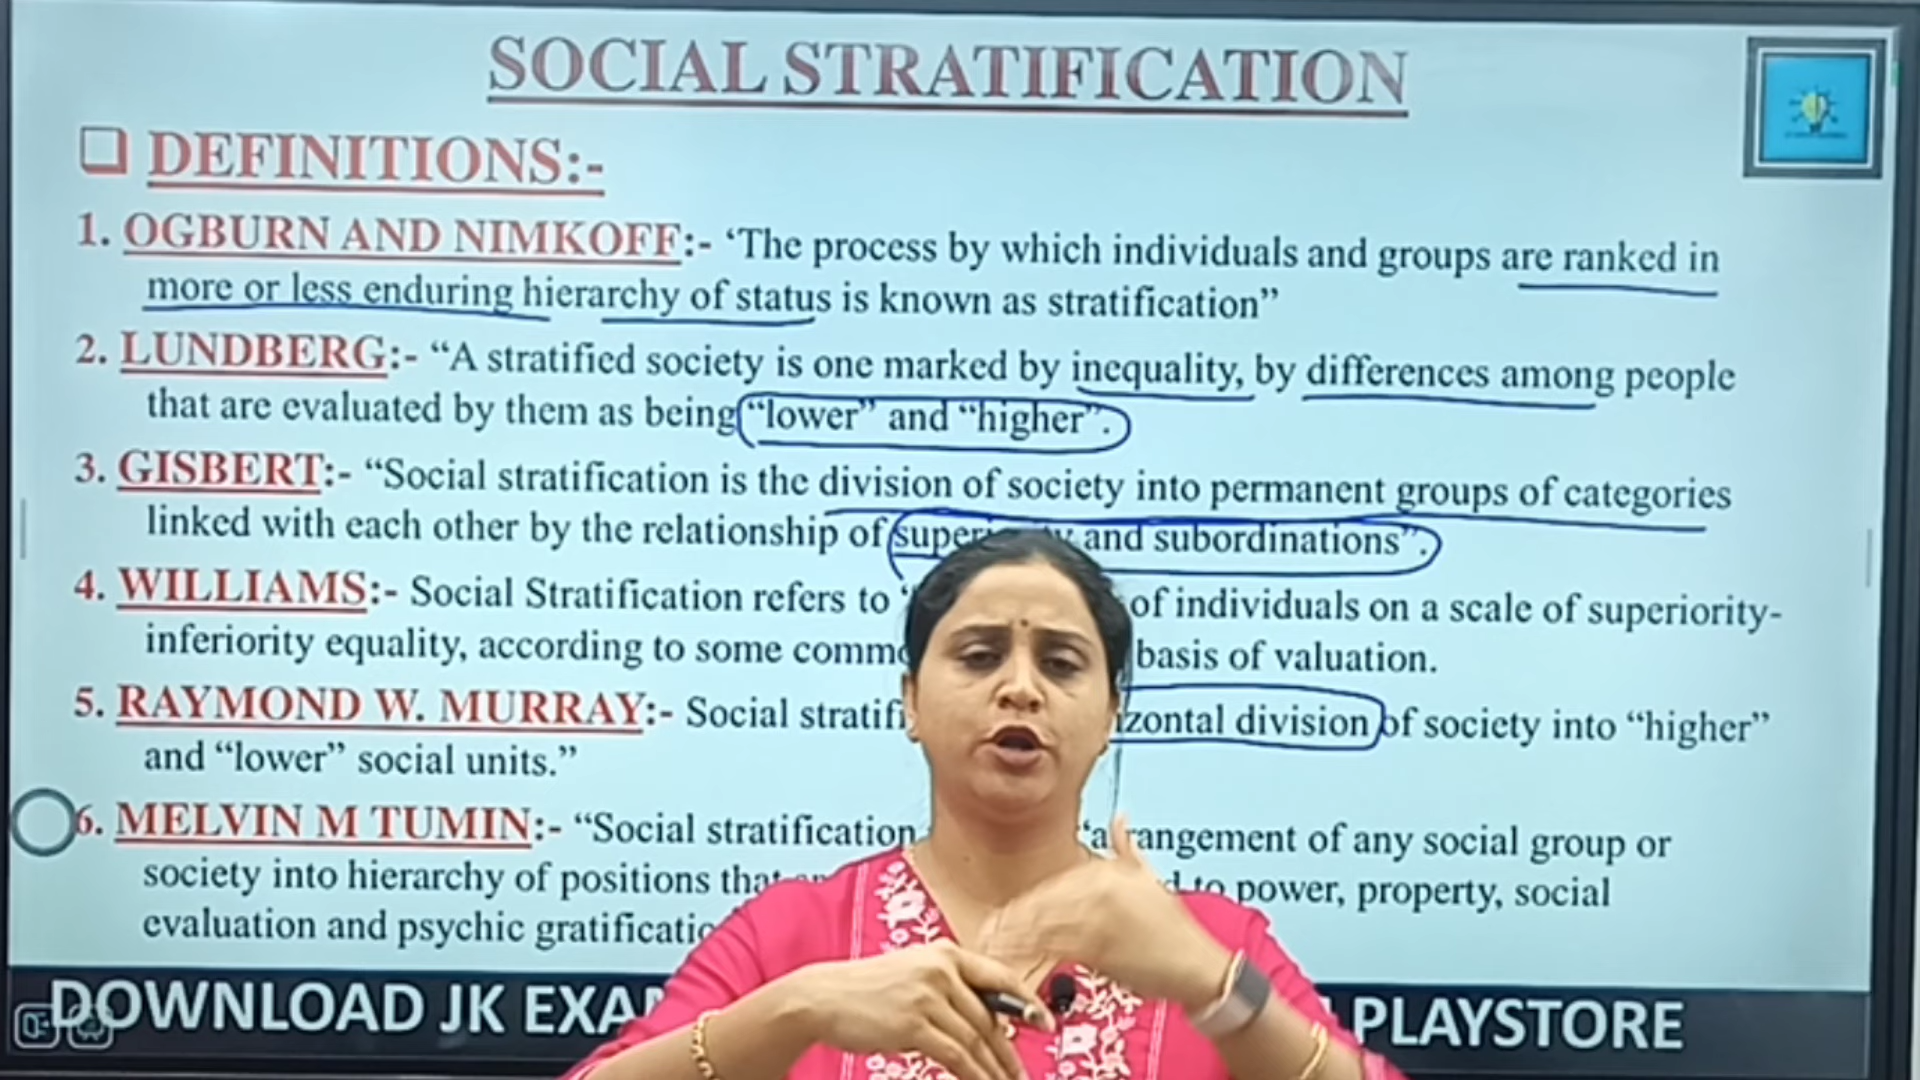 SOCIAL STRATIFICATION
DEFINITIONS:-
1. OGBURN AND NIMKOFF:- ‘The process by which individuals and groups are ranked in
more or less enduring hierarchy of status is known as stratification”
2. LUNDBERG:- “A stratified society is one marked by inequality, by differences among people
that are evaluated by them as being “lower” and “higher”.
3. GISBERT:- “Social stratification is the division of society into permanent groups of categories
linked with each other by the relationship of and subordinations”.
4. WILLIAMS:- Social Stratification refers to of individuals on a scale of superiority-
inferiority equality, according to some basis of valuation.
5. RAYMOND W. MURRAY:- Social division of society into “higher”
and “lower” social units.”
6. MELVIN M TUMIN:- “Social stratification arrangement of any social group or
society into hierarchy of positions that to power, property, social
evaluation and psychic
DOWNLOAD JK PLAYSTORE